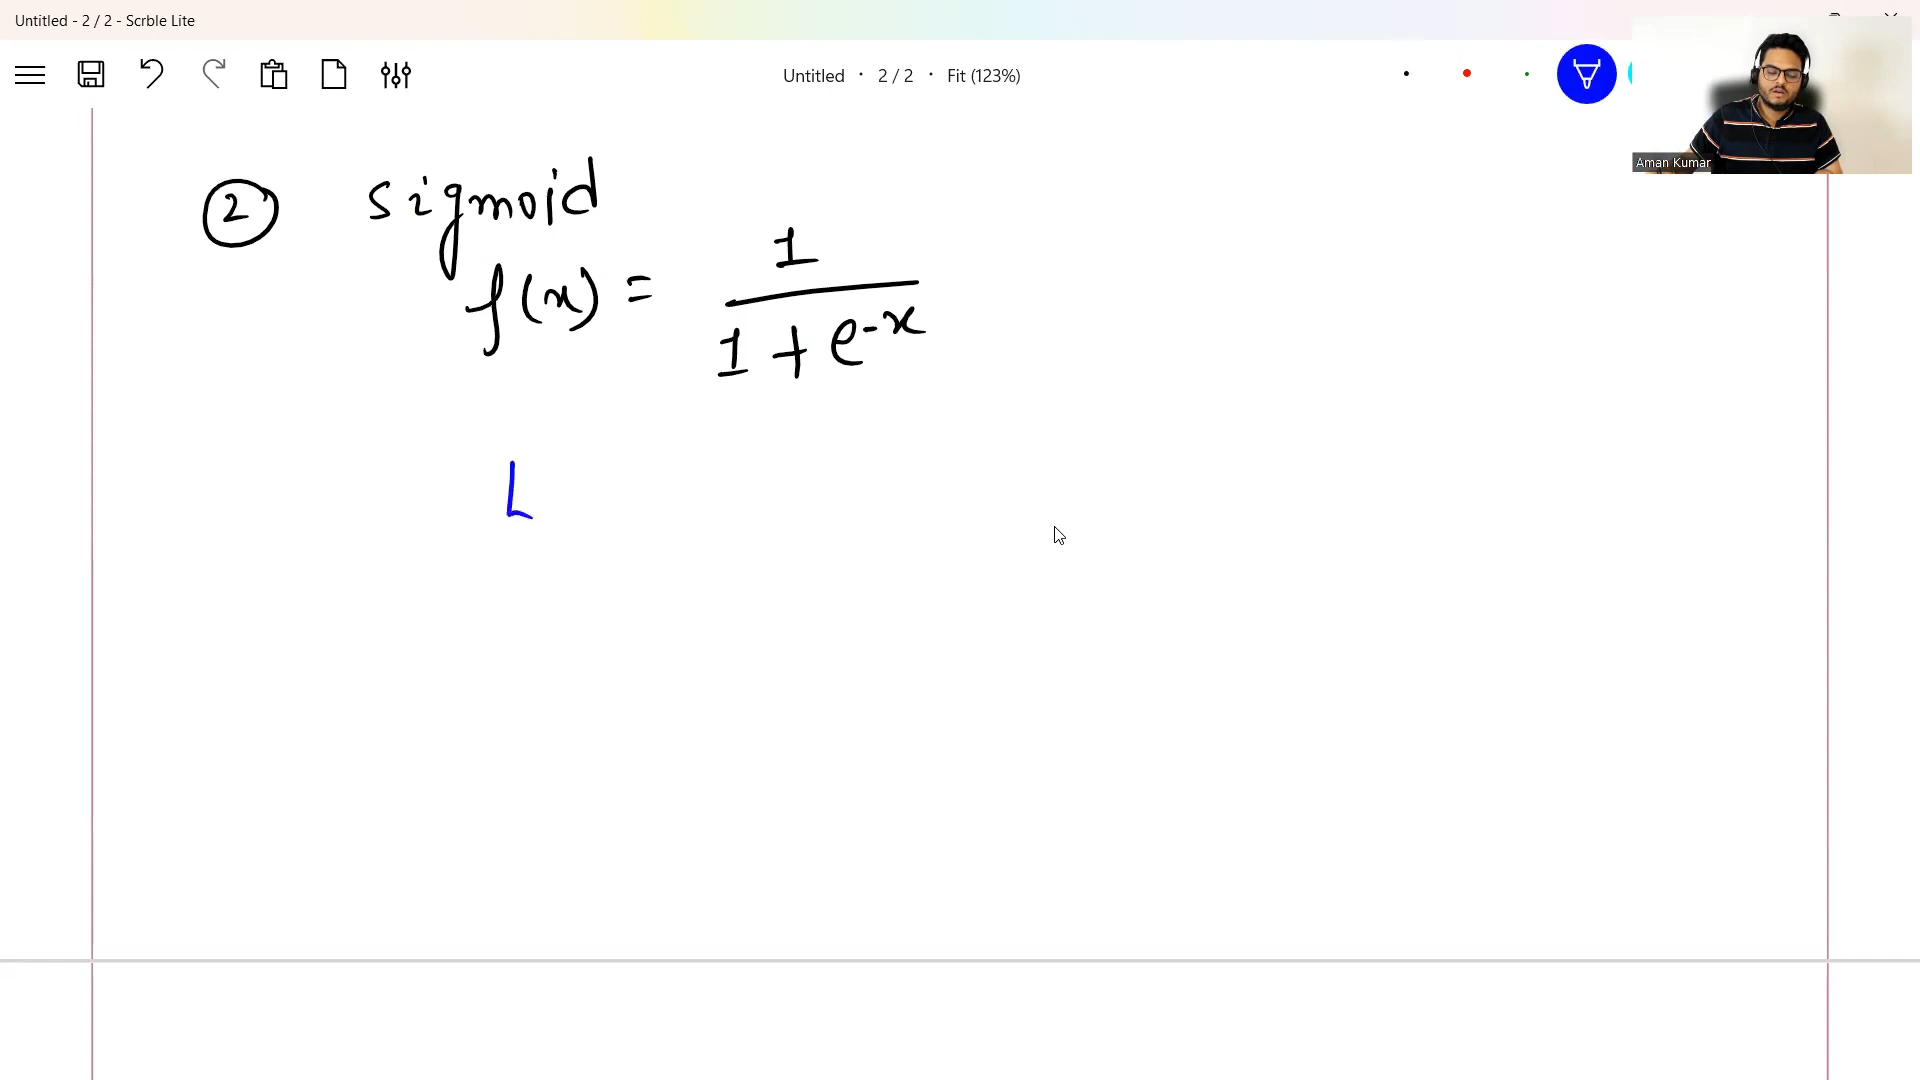 Untitled - 2 / 2 - Scrble Lite
Untitled · 2 / 2 · Fit (123%)
Aman Kumar
② sigmoid
f(x) = 1 / (1 + e^-x)
L